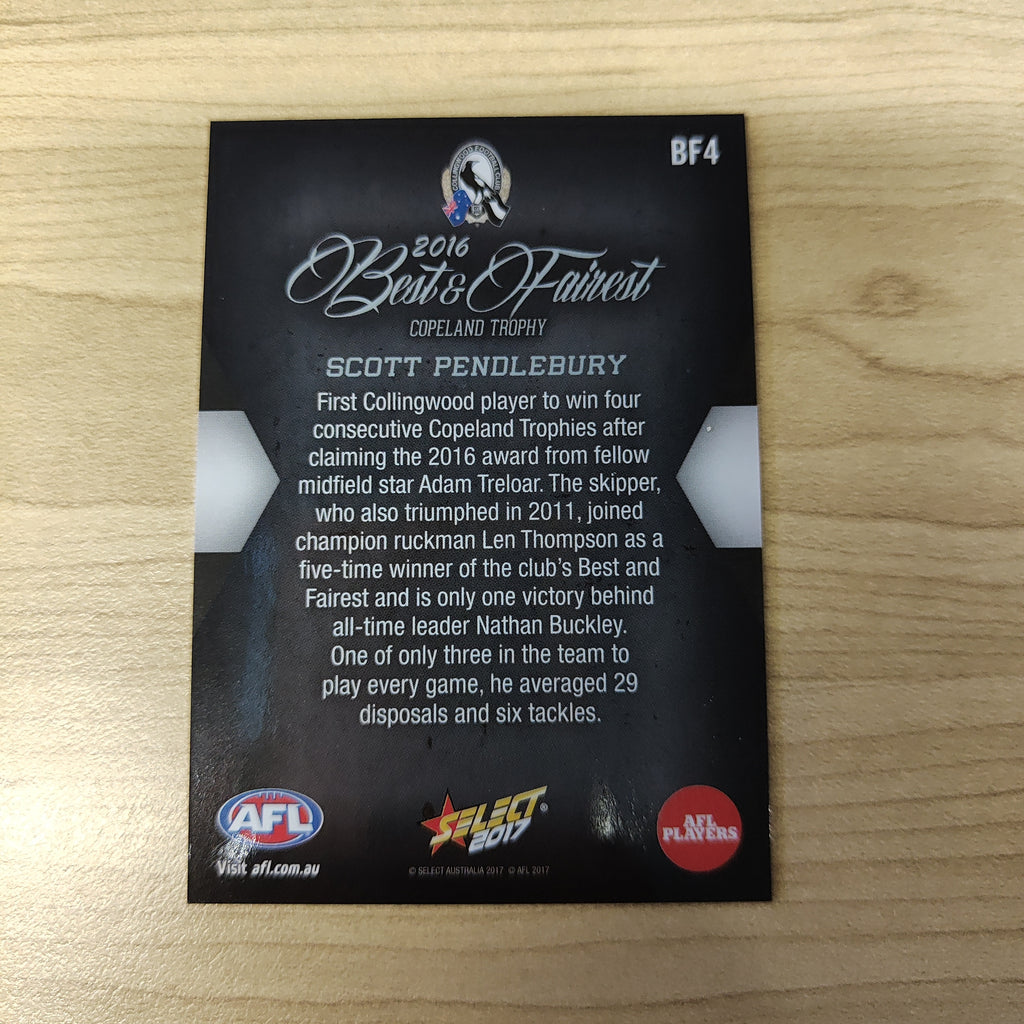 BF4
COLLINGWOOD FOOTBALL CLUB
2016
Best & Fairest
COPELAND TROPHY
SCOTT PENDLEBURY
First Collingwood player to win four
consecutive Copeland Trophies after
claiming the 2016 award from fellow
midfield star Adam Treloar. The skipper,
who also triumphed in 2011, joined
champion ruckman Len Thompson as a
five-time winner of the club's Best and
Fairest and is only one victory behind
all-time leader Nathan Buckley.
One of only three in the team to
play every game, he averaged 29
disposals and six tackles.
AFL
Visit afl.com.au
SELECT®
2017
© SELECT AUSTRALIA 2017 © AFL 2017
AFL
PLAYERS